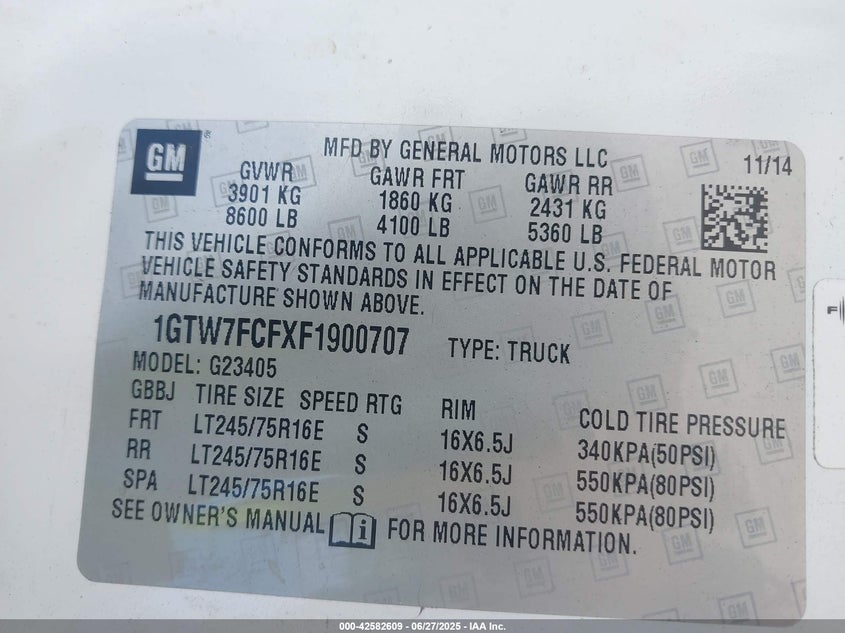 GM
MFD BY GENERAL MOTORS LLC
11/14
GVWR GAWR FRT GAWR RR
3901 KG 1860 KG 2431 KG
8600 LB 4100 LB 5360 LB
THIS VEHICLE CONFORMS TO ALL APPLICABLE U.S. FEDERAL MOTOR
VEHICLE SAFETY STANDARDS IN EFFECT ON THE DATE OF
MANUFACTURE SHOWN ABOVE.
1GTW7FCFXF1900707 TYPE: TRUCK
MODEL: G23405
GBBJ TIRE SIZE SPEED RTG RIM COLD TIRE PRESSURE
FRT LT245/75R16E S 16X6.5J 340KPA(50PSI)
RR LT245/75R16E S 16X6.5J 550KPA(80PSI)
SPA LT245/75R16E S 16X6.5J 550KPA(80PSI)
SEE OWNER'S MANUAL i FOR MORE INFORMATION.
000-42582609 - 06/27/2025 - IAA Inc.